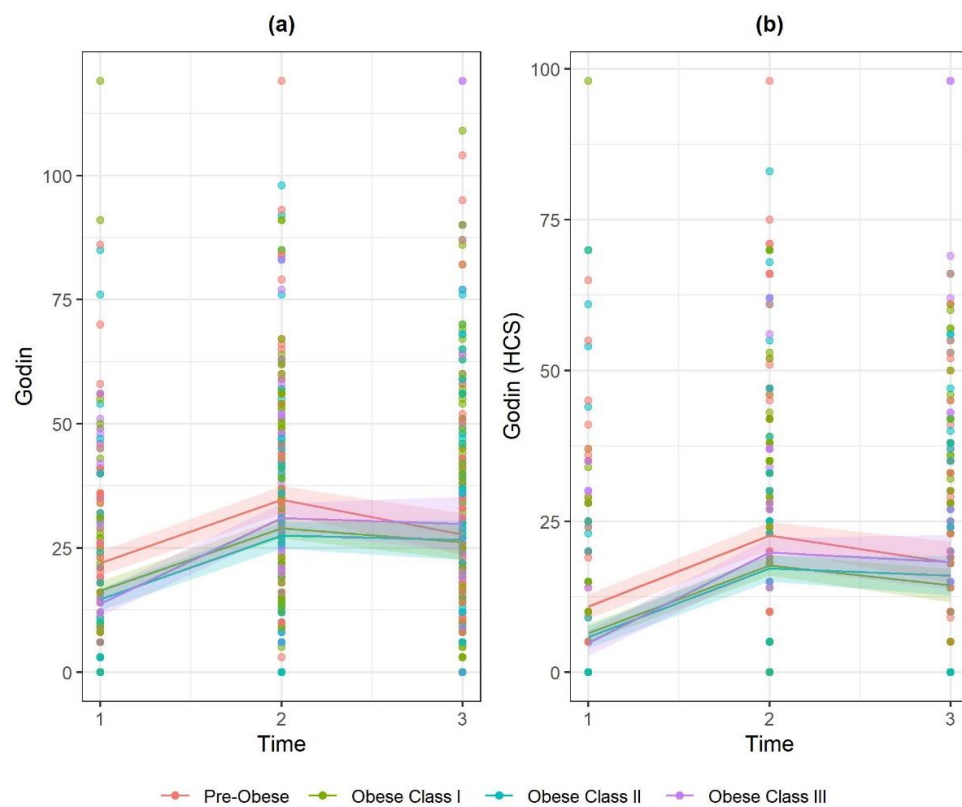 (a)
Godin
100
75
50
25
0
1 2 3
Time
(b)
Godin (HCS)
100
75
50
25
0
1 2 3
Time
Pre-Obese Obese Class I Obese Class II Obese Class III